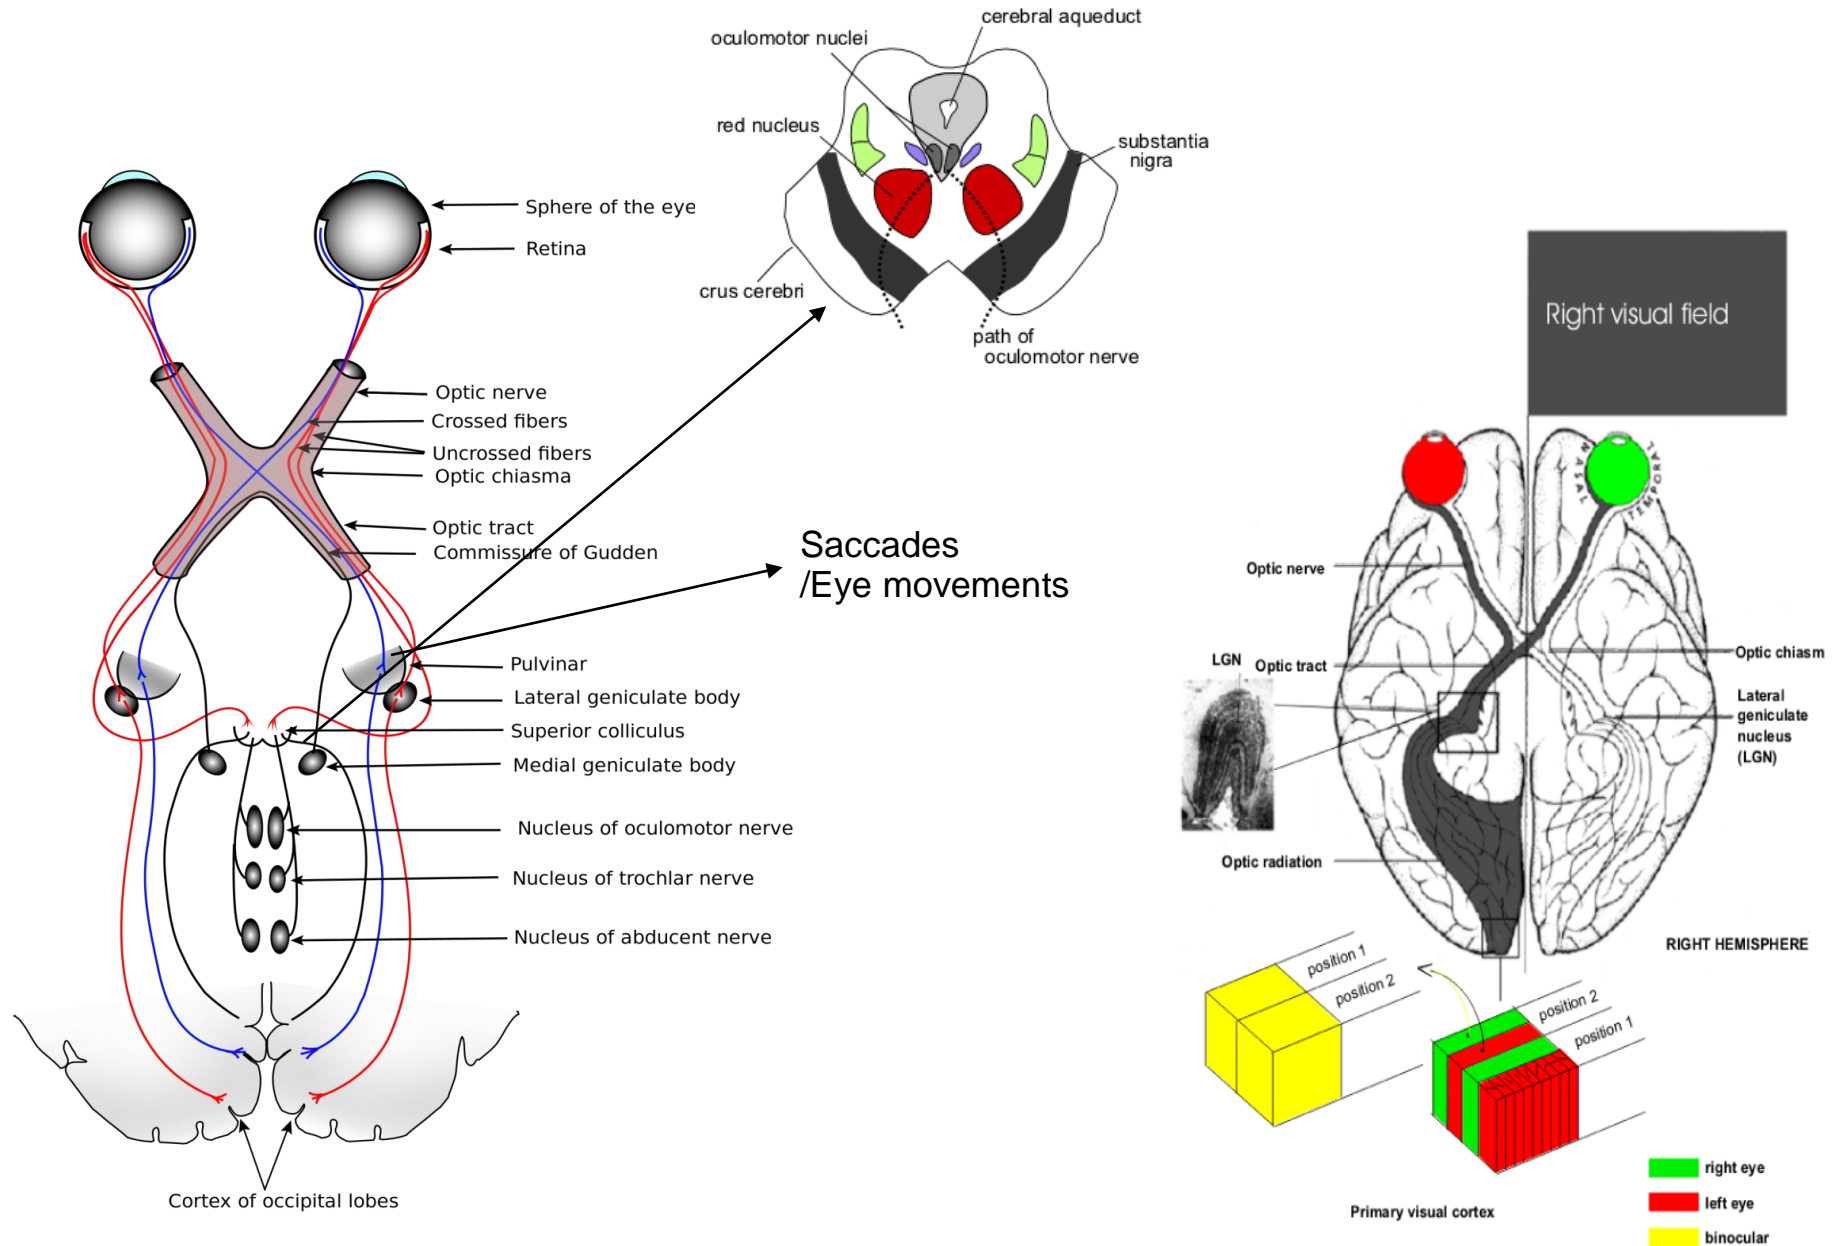 cerebral aqueduct
oculomotor nuclei
red nucleus
substantia
nigra
crus cerebri
path of
oculomotor nerve
Sphere of the eye
Retina
Optic nerve
Crossed fibers
Uncrossed fibers
Optic chiasma
Optic tract
Commissure of Gudden
Saccades
/Eye movements
Pulvinar
Lateral geniculate body
Superior colliculus
Medial geniculate body
Nucleus of oculomotor nerve
Nucleus of trochlar nerve
Nucleus of abducent nerve
Cortex of occipital lobes
Right visual field
NASAL
TEMPORAL
Optic nerve
LGN
Optic tract
Optic chiasm
Lateral
geniculate
nucleus
(LGN)
Optic radiation
RIGHT HEMISPHERE
position 1
position 2
position 2
position 1
Primary visual cortex
right eye
left eye
binocular